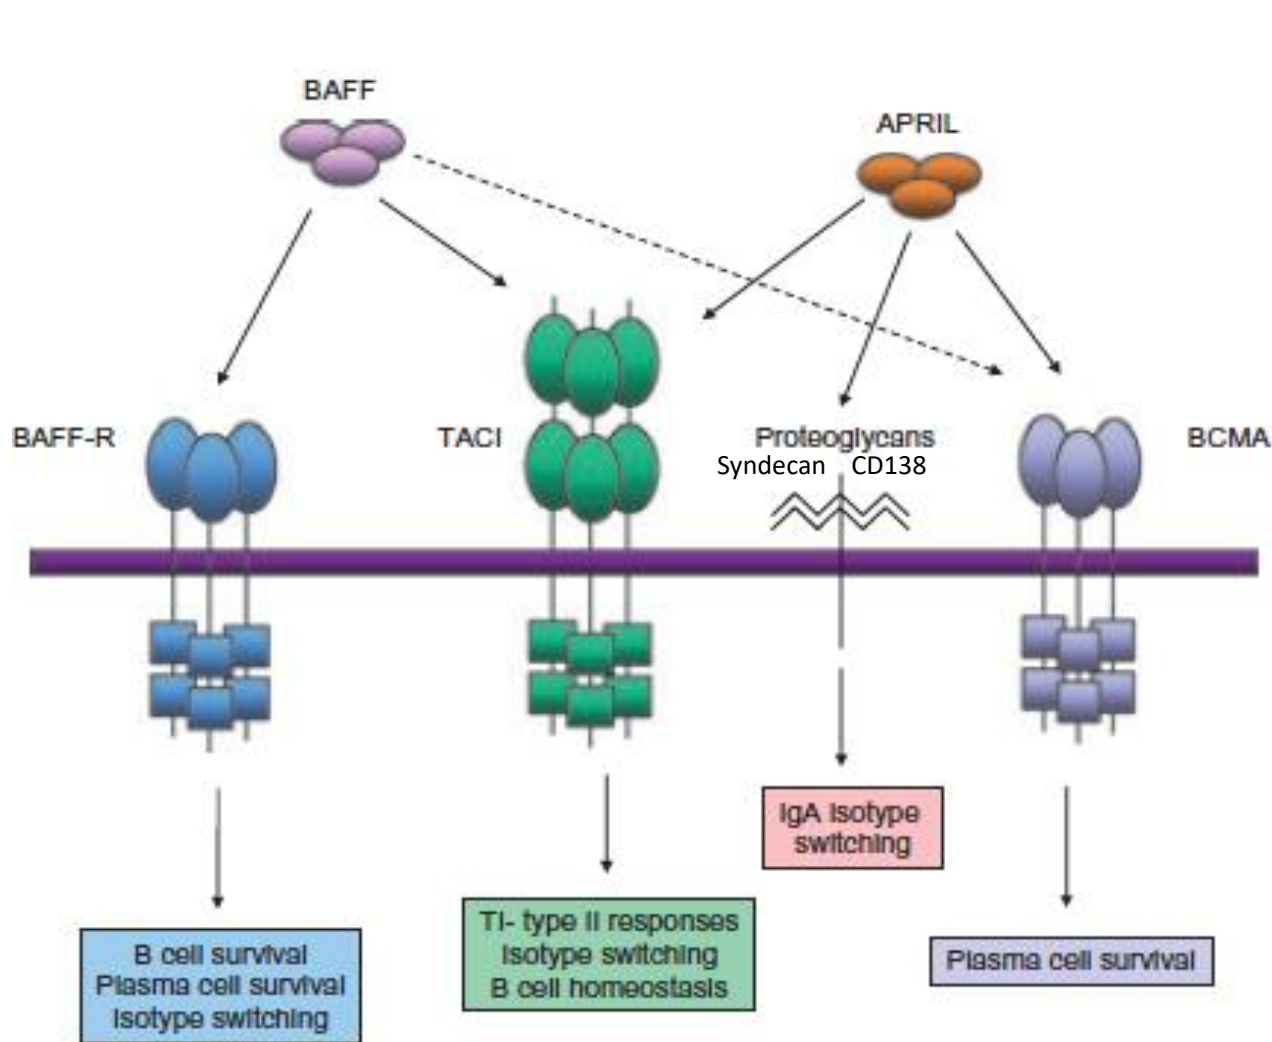 BAFF
APRIL
BAFF-R
TACI
Proteoglycans
Syndecan CD138
BCMA
IgA isotype
switching
TI- type II responses
Isotype switching
B cell homeostasis
B cell survival
Plasma cell survival
Isotype switching
Plasma cell survival